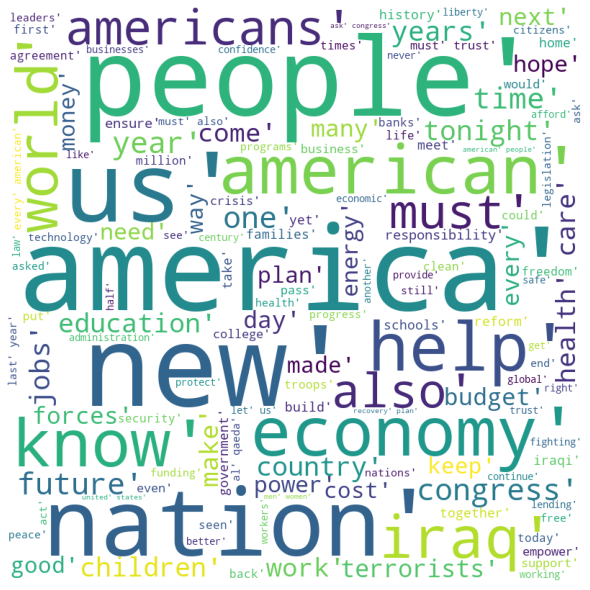 leaders'
first'
americans'
history'
liberty'
ask' congress'
next'
citizens'
agreement'
businesses'
confidence'
times'
must' trust'
years'
home'
world'
people'
never'
hope'
would'
money'
time'
afford'
ask'
ensure'
must' also'
many'
banks'
tonight'
year'
come'
life'
like'
million'
programs'
business'
meet'
american' people'
legislation'
every' american'
us'
american'
care'
way'
crisis'
economic'
must'
one'
yet'
need'
families'
energy'
could'
law'
technology'
see'
century'
responsibility'
every'
freedom'
asked'
america'
take'
plan'
another'
provide'
clean'
safe'
half'
pass'
still'
put'
health'
progress'
education'
day'
schools'
reform'
health'
last' year'
jobs'
administration'
college'
new'
help'
get'
made'
end'
global'
right'
protect'
troops'
also'
budget'
forces'
security'
let' us'
build'
recovery' plan'
trust'
know'
make'
government'
al' qaeda
economy'
fighting'
future'
country'
keep'
iraqi'
funding'
power'
nations'
continue'
congress'
even'
cost'
united' states'
nation'
men' women'
iraq'
lending'
act'
seen'
workers'
together'
free'
peace'
better'
today'
empower'
good'
children'
back'
work'
terrorists'
support'
working'